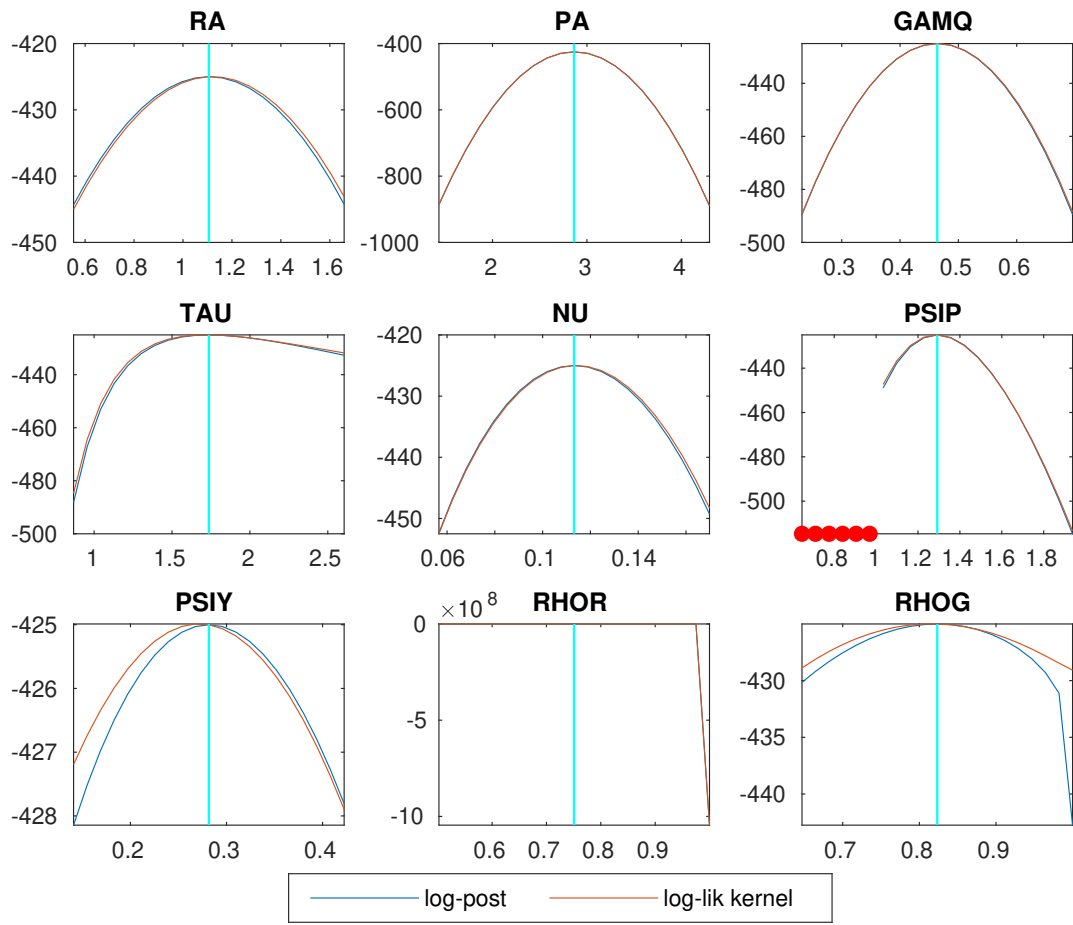 RA
PA
GAMQ
-420
-430
-440
-450
0.6 0.8 1 1.2 1.4 1.6
-400
-600
-800
-1000
2 3 4
-440
-460
-480
-500
0.3 0.4 0.5 0.6
TAU
NU
PSIP
-440
-460
-480
-500
1 1.5 2 2.5
-420
-430
-440
-450
0.06 0.1 0.14
-440
-460
-480
-500
0.8 1 1.2 1.4 1.6 1.8
PSIY
RHOR
RHOG
-425
-426
-427
-428
0.2 0.3 0.4
×10 8
0
-5
-10
0.6 0.7 0.8 0.9
-430
-435
-440
0.7 0.8 0.9
log-post
log-lik kernel